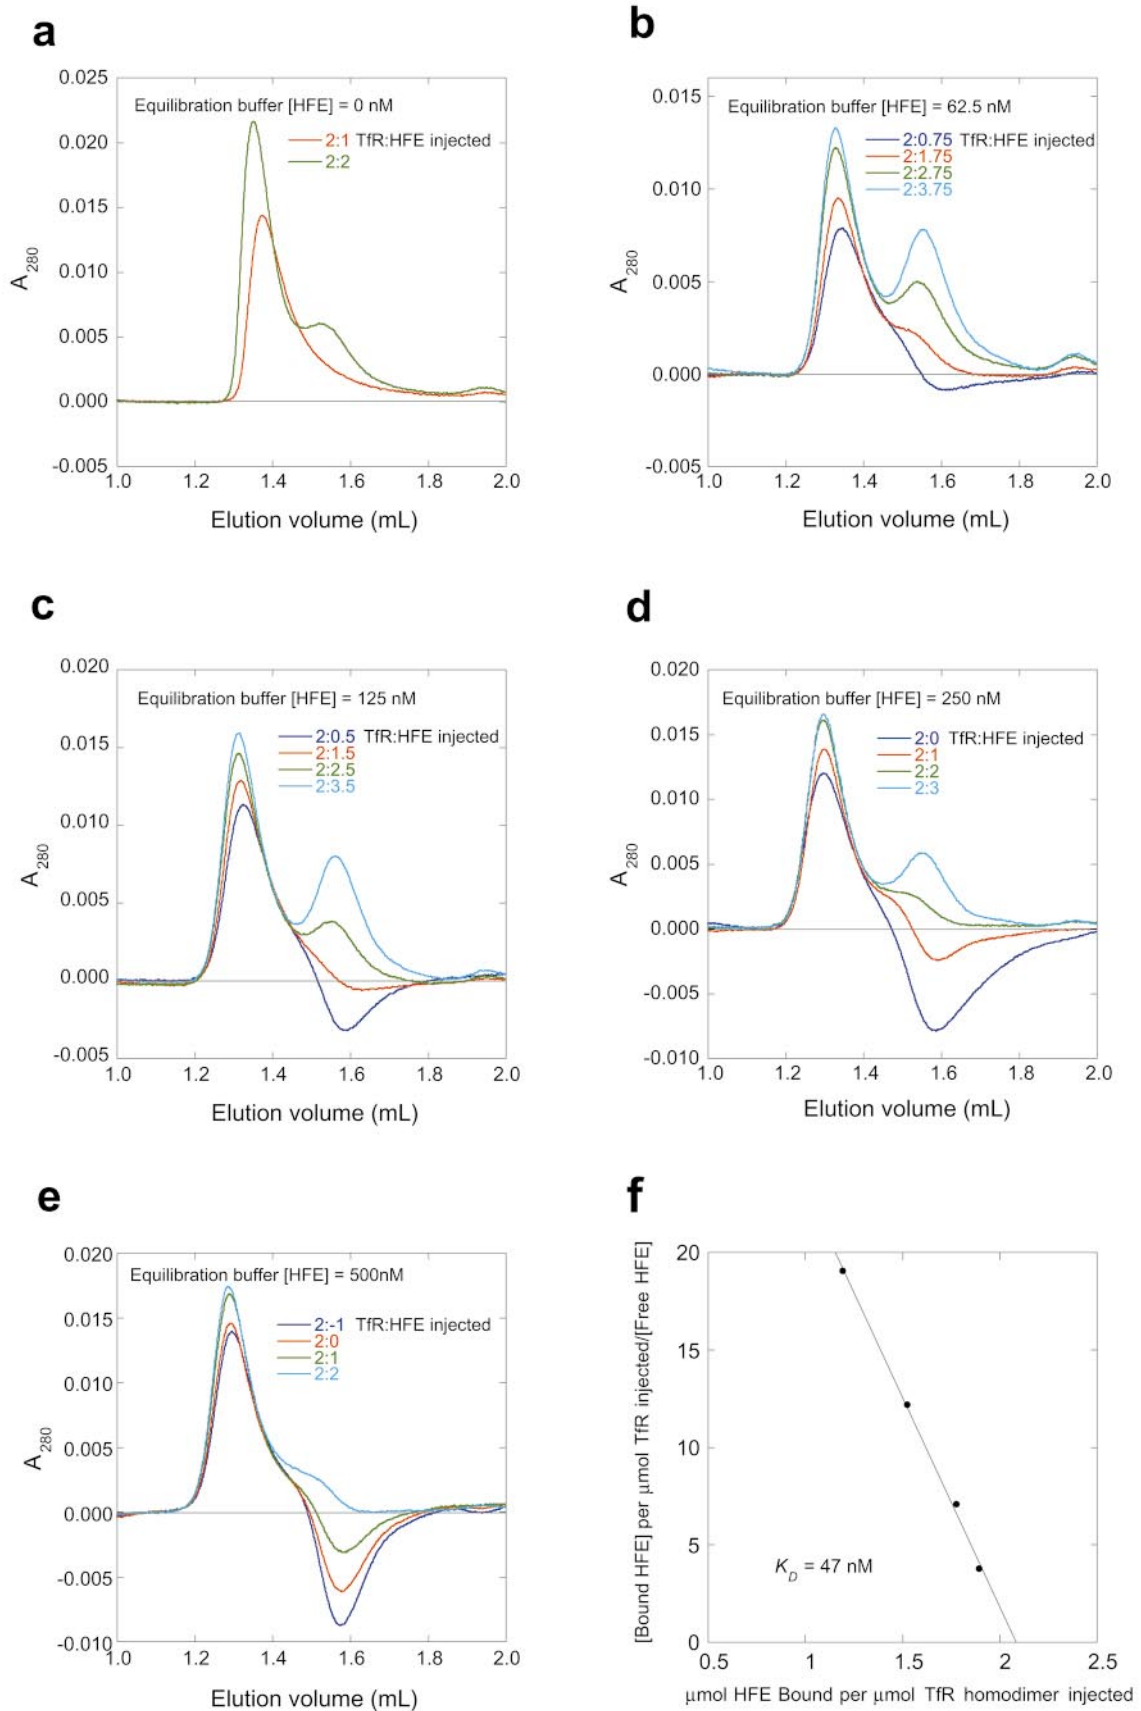 a
Equilibration buffer [HFE] = 0 nM
2:1 TfR:HFE injected
2:2
0.025
0.020
0.015
0.010
0.005
0.000
-0.005
A280
1.0 1.2 1.4 1.6 1.8 2.0
Elution volume (mL)
b
Equilibration buffer [HFE] = 62.5 nM
2:0.75 TfR:HFE injected
2:1.75
2:2.75
2:3.75
0.015
0.010
0.005
0.000
-0.005
A280
1.0 1.2 1.4 1.6 1.8 2.0
Elution volume (mL)
c
Equilibration buffer [HFE] = 125 nM
2:0.5 TfR:HFE injected
2:1.5
2:2.5
2:3.5
0.020
0.015
0.010
0.005
0.000
-0.005
A280
1.0 1.2 1.4 1.6 1.8 2.0
Elution volume (mL)
d
Equilibration buffer [HFE] = 250 nM
2:0 TfR:HFE injected
2:1
2:2
2:3
0.020
0.015
0.010
0.005
0.000
-0.005
-0.010
A280
1.0 1.2 1.4 1.6 1.8 2.0
Elution volume (mL)
e
Equilibration buffer [HFE] = 500nM
2:-1 TfR:HFE injected
2:0
2:1
2:2
0.020
0.015
0.010
0.005
0.000
-0.005
-0.010
A280
1.0 1.2 1.4 1.6 1.8 2.0
Elution volume (mL)
f
[Bound HFE] per µmol TfR injected/[Free HFE]
20
15
10
5
0
KD = 47 nM
0.5 1 1.5 2 2.5
µmol HFE Bound per µmol TfR homodimer injected